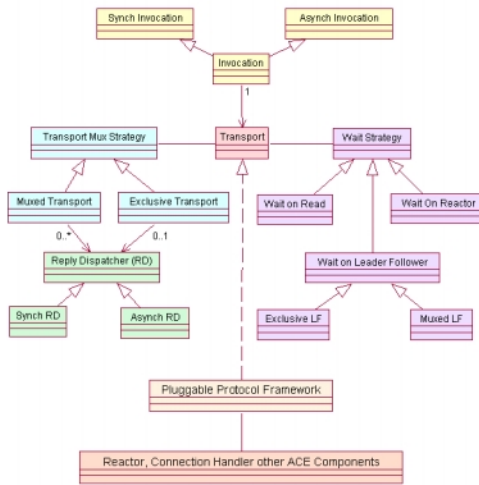 Synch Invocation
Asynch Invocation
Invocation
1
Transport Mux Strategy
Transport
Wait Strategy
Muxed Transport
Exclusive Transport
Wait on Read
Wait On Reactor
0..*
0..1
Reply Dispatcher (RD)
Wait on Leader Follower
Synch RD
Asynch RD
Exclusive LF
Muxed LF
Pluggable Protocol Framework
Reactor, Connection Handler other ACE Components